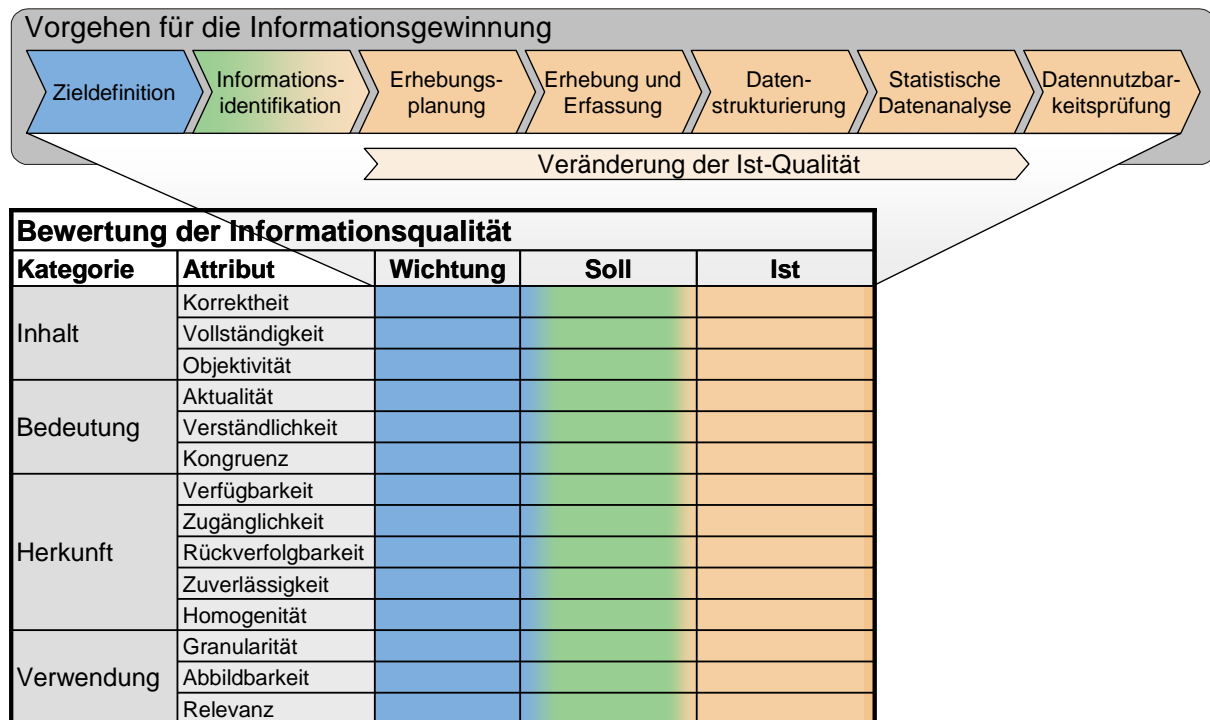 Vorgehen für die Informationsgewinnung
Zieldefinition
Informations-
identifikation
Erhebungs-
planung
Erhebung und
Erfassung
Daten-
strukturierung
Statistische
Datenanalyse
Datennutzbar-
keitsprüfung
Veränderung der Ist-Qualität
Bewertung der Informationsqualität
Kategorie Attribut Wichtung Soll Ist
Inhalt
Korrektheit
Vollständigkeit
Objektivität
Bedeutung
Aktualität
Verständlichkeit
Kongruenz
Herkunft
Verfügbarkeit
Zugänglichkeit
Rückverfolgbarkeit
Zuverlässigkeit
Homogenität
Verwendung
Granularität
Abbildbarkeit
Relevanz